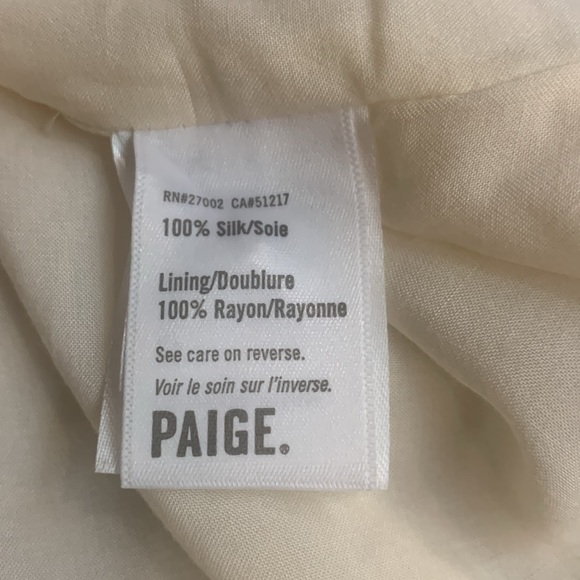 RN#27002 CA#51217
100% Silk/Soie
Lining/Doublure
100% Rayon/Rayonne
See care on reverse.
Voir le soin sur l'inverse.
PAIGE.®